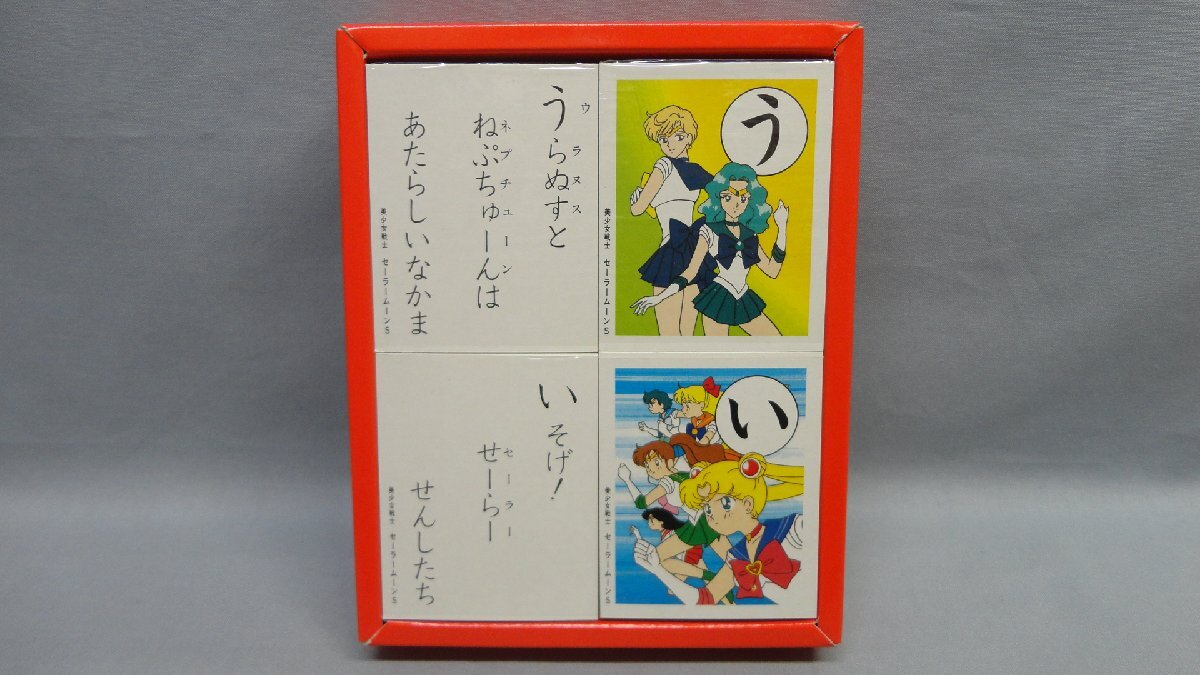 うらぬすと
ウラヌス
ねぷちゅーんは
ネプチューン
あたらしいなかま
美少女戦士 セーラームーンS
う
美少女戦士 セーラームーンS
いそげ!
せーらー
セーラー
せんしたち
美少女戦士 セーラームーンS
い
美少女戦士 セーラームーンS